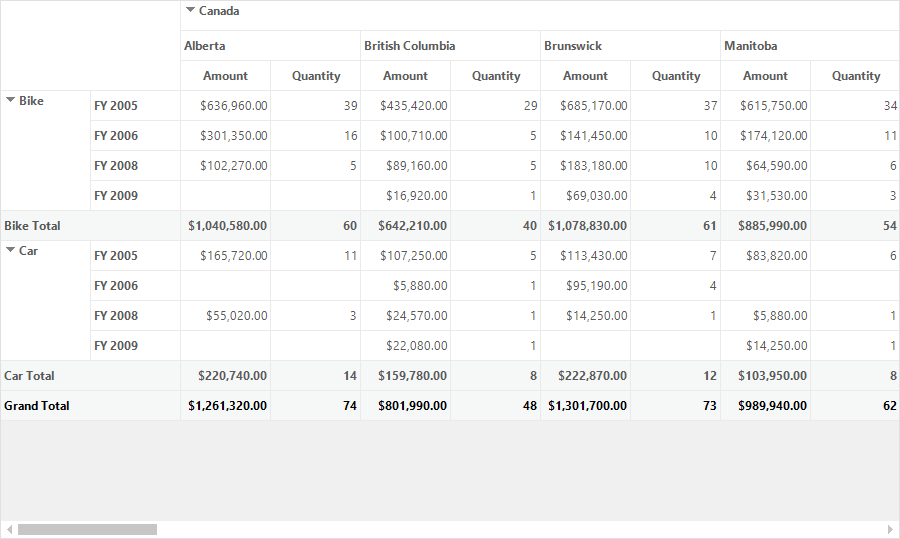 Canada
Alberta British Columbia Brunswick Manitoba
Amount Quantity Amount Quantity Amount Quantity Amount Quantity
Bike FY 2005 $636,960.00 39 $435,420.00 29 $685,170.00 37 $615,750.00 34
FY 2006 $301,350.00 16 $100,710.00 5 $141,450.00 10 $174,120.00 11
FY 2008 $102,270.00 5 $89,160.00 5 $183,180.00 10 $64,590.00 6
FY 2009 $16,920.00 1 $69,030.00 4 $31,530.00 3
Bike Total $1,040,580.00 60 $642,210.00 40 $1,078,830.00 61 $885,990.00 54
Car FY 2005 $165,720.00 11 $107,250.00 5 $113,430.00 7 $83,820.00 6
FY 2006 $5,880.00 1 $95,190.00 4
FY 2008 $55,020.00 3 $24,570.00 1 $14,250.00 1 $5,880.00 1
FY 2009 $22,080.00 1 $14,250.00 1
Car Total $220,740.00 14 $159,780.00 8 $222,870.00 12 $103,950.00 8
Grand Total $1,261,320.00 74 $801,990.00 48 $1,301,700.00 73 $989,940.00 62